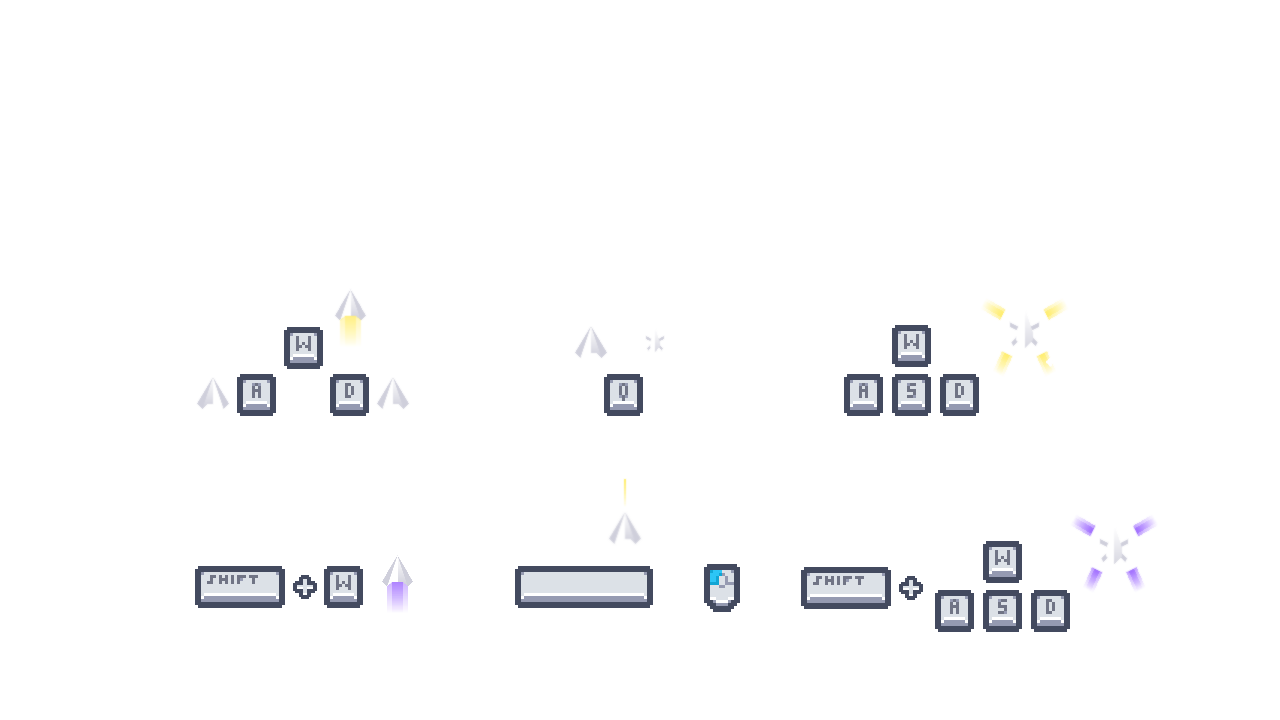 W
A D
Q
W
A S D
SHIFT + W
SHIFT + W
A S D